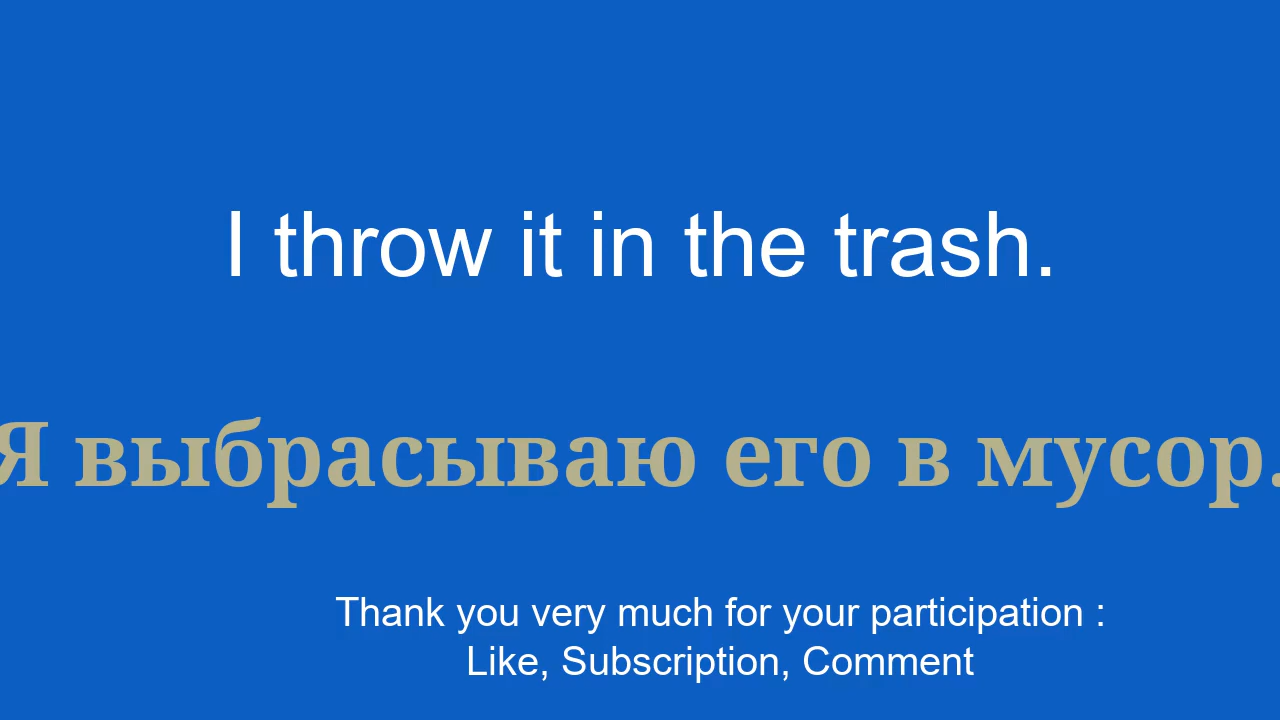 I throw it in the trash.
Я выбрасываю его в мусор.
Thank you very much for your participation :
Like, Subscription, Comment